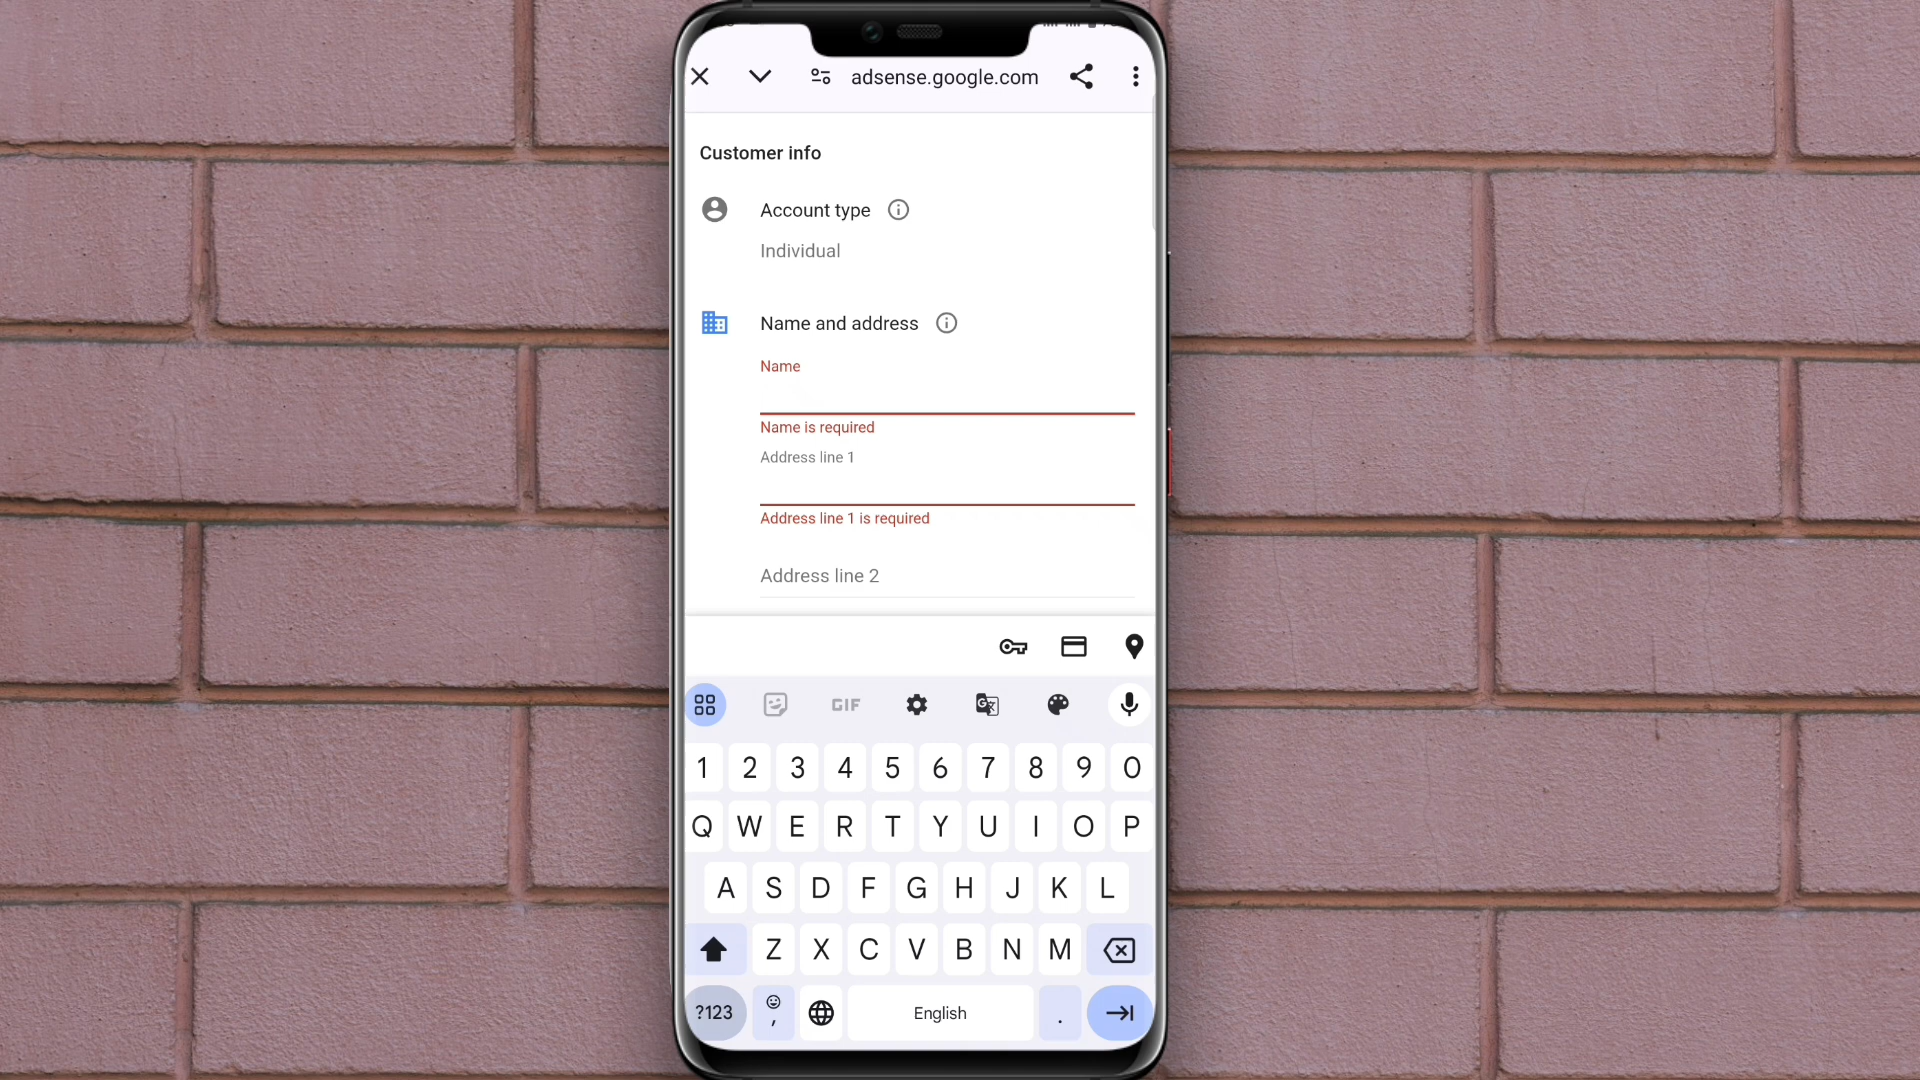 adsense.google.com
Customer info
Account type
Individual
Name and address
Name
Name is required
Address line 1
Address line 1 is required
Address line 2
GIF
1 2 3 4 5 6 7 8 9 0
Q W E R T Y U I O P
A S D F G H J K L
Z X C V B N M
?123 , English .